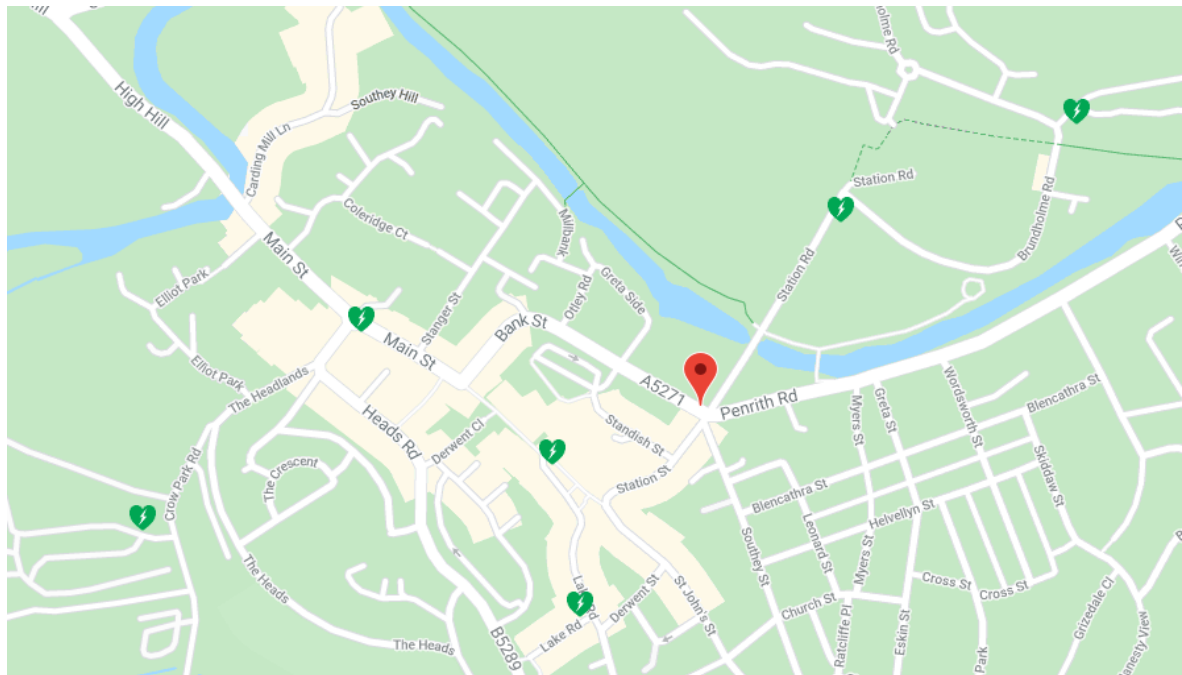 High Hill
Southey Hill
Carding Mill Ln
Coleridge Ct
Main St
Elliot Park
Stanger St
Millbank
Otley Rd
Greta Side
Station Rd
Station Rd
Brundholme Rd
Main St
Bank St
Elliot Park
The Headlands
A5271
Penrith Rd
Heads Rd
Derwent Cl
Standish St
Station St
Myers St
Greta St
Wordsworth St
Blencathra St
Skiddaw St
Crow Park Rd
The Crescent
Blencathra St
Leonard St
Helvellyn St
Southey St
Myers St
The Heads
Cross St
Cross St
Church St
Derwent St
St John's St
Lake Rd
Ratcliffe Pl
Eskin St
Park
Grizedale Cl
The Heads
B5289